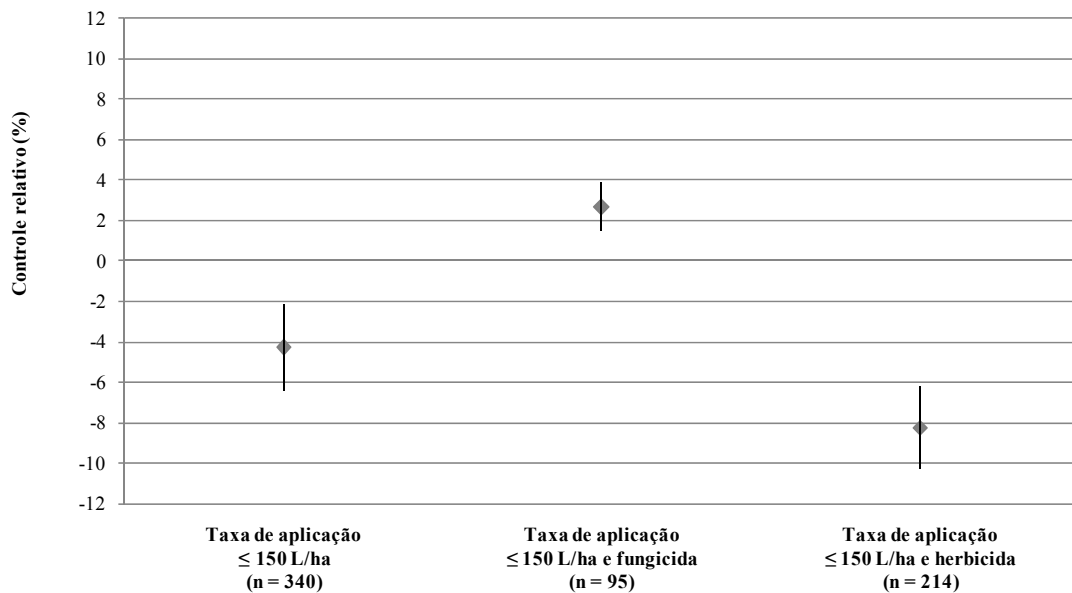 Controle relativo (%)
12
10
8
6
4
2
0
-2
-4
-6
-8
-10
-12
Taxa de aplicação
≤ 150 L/ha
(n = 340)
Taxa de aplicação
≤ 150 L/ha e fungicida
(n = 95)
Taxa de aplicação
≤ 150 L/ha e herbicida
(n = 214)